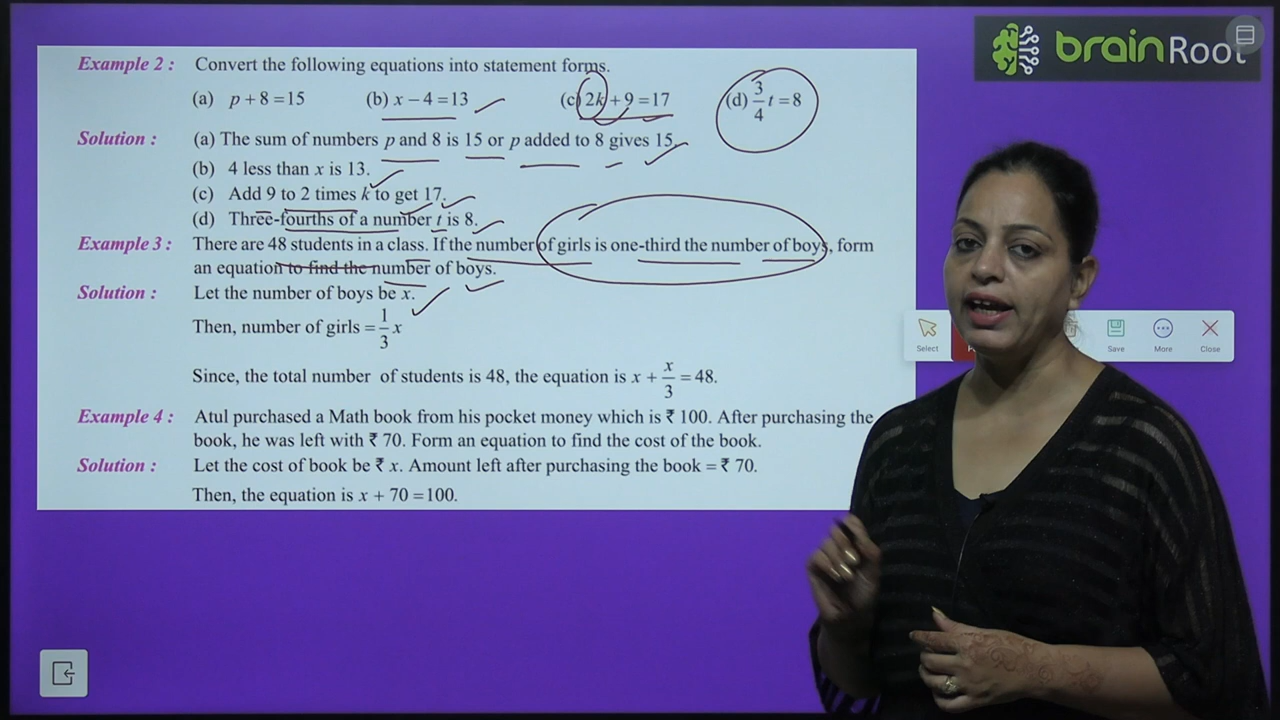 brainRoot
Example 2 : Convert the following equations into statement forms.
(a) p + 8 = 15 (b) x − 4 = 13 (c) 2k + 9 = 17 (d) 3/4 t = 8
Solution : (a) The sum of numbers p and 8 is 15 or p added to 8 gives 15.
(b) 4 less than x is 13.
(c) Add 9 to 2 times k to get 17.
(d) Three-fourths of a number t is 8.
Example 3 : There are 48 students in a class. If the number of girls is one-third the number of boys, form
an equation to find the number of boys.
Solution : Let the number of boys be x.
Then, number of girls = 1/3 x
Since, the total number of students is 48, the equation is x + x/3 = 48.
Example 4 : Atul purchased a Math book from his pocket money which is ₹ 100. After purchasing the
book, he was left with ₹ 70. Form an equation to find the cost of the book.
Solution : Let the cost of book be ₹ x. Amount left after purchasing the book = ₹ 70.
Then, the equation is x + 70 = 100.
Select Save More Close